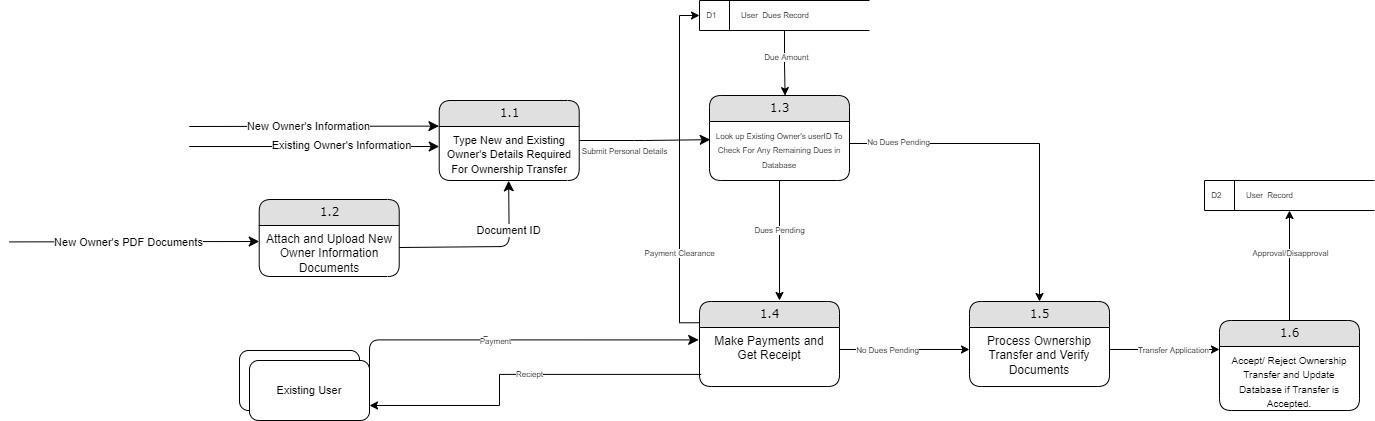 D1
User Dues Record
Due Amount
1.1
New Owner's Information
Existing Owner's Information
Type New and Existing
Owner's Details Required
For Ownership Transfer
Submit Personal Details
1.3
Look up Existing Owner's userID To
Check For Any Remaining Dues in
Database
No Dues Pending
D2
User Record
1.2
New Owner's PDF Documents
Attach and Upload New
Owner Information
Documents
Document ID
Dues Pending
Payment Clearance
Approval/Disapproval
1.4
Make Payments and
Get Receipt
Payment
Reciept
Existing User
No Dues Pending
1.5
Process Ownership
Transfer and Verify
Documents
Transfer Application
1.6
Accept/ Reject Ownership
Transfer and Update
Database if Transfer is
Accepted.